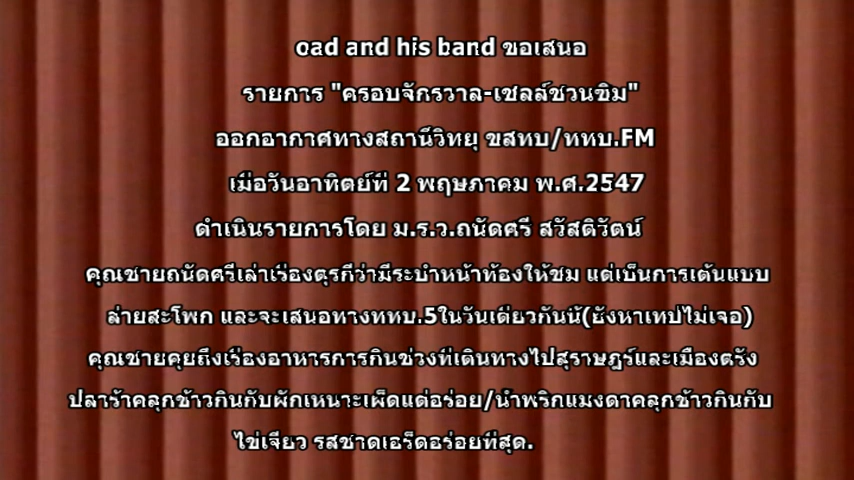 oad and his band ขอเสนอ
รายการ "ครอบจักรวาล-เชลล์ชวนชิม"
ออกอากาศทางสถานีวิทยุ ขสทบ/ททบ.FM
เมื่อวันอาทิตย์ที่ 2 พฤษภาคม พ.ศ.2547
ดำเนินรายการโดย ม.ร.ว.ถนัดศรี สวัสดิวัตน์
คุณชายถนัดศรีเล่าเรื่องตุรกีว่ามีระบำหน้าท้องให้ชม แต่เป็นการเต้นแบบ
ส่ายสะโพก และจะเสนอทางททบ.5ในวันเดียวกันนี้(ยังหาเทปไม่เจอ)
คุณชายคุยถึงเรื่องอาหารการกินช่วงที่เดินทางไปสุราษฎร์และเมืองตรัง
ปลาร้าคลุกข้าวกินกับผักเหนาะเผ็ดแต่อร่อย/น้ำพริกแมงดาคลุกข้าวกินกับ
ไข่เจียว รสชาดเอร็ดอร่อยที่สุด.